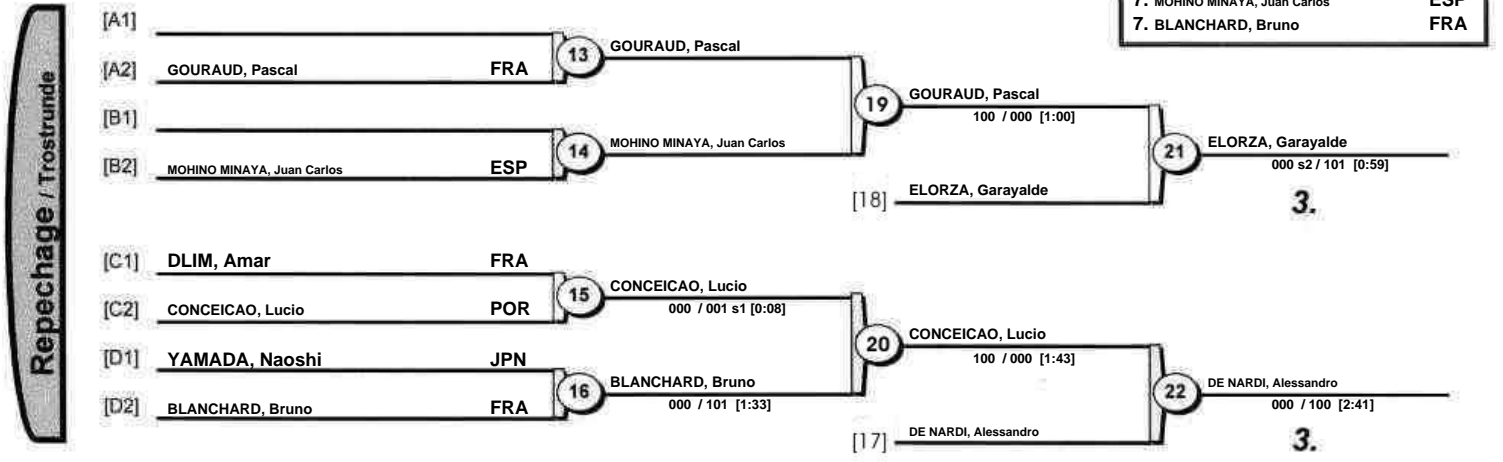 7. MOHINO MINAYA, Juan Carlos ESP
7. BLANCHARD, Bruno FRA
Repechage / Trostrunde
[A1]
[A2] GOURAUD, Pascal FRA
13
GOURAUD, Pascal
[B1]
[B2] MOHINO MINAYA, Juan Carlos ESP
14
MOHINO MINAYA, Juan Carlos
19
GOURAUD, Pascal
100 / 000 [1:00]
[18] ELORZA, Garayalde
21
ELORZA, Garayalde
000 s2 / 101 [0:59]
3.
[C1] DLIM, Amar FRA
[C2] CONCEICAO, Lucio POR
15
CONCEICAO, Lucio
000 / 001 s1 [0:08]
[D1] YAMADA, Naoshi JPN
[D2] BLANCHARD, Bruno FRA
16
BLANCHARD, Bruno
000 / 101 [1:33]
20
CONCEICAO, Lucio
100 / 000 [1:43]
[17] DE NARDI, Alessandro
22
DE NARDI, Alessandro
000 / 100 [2:41]
3.